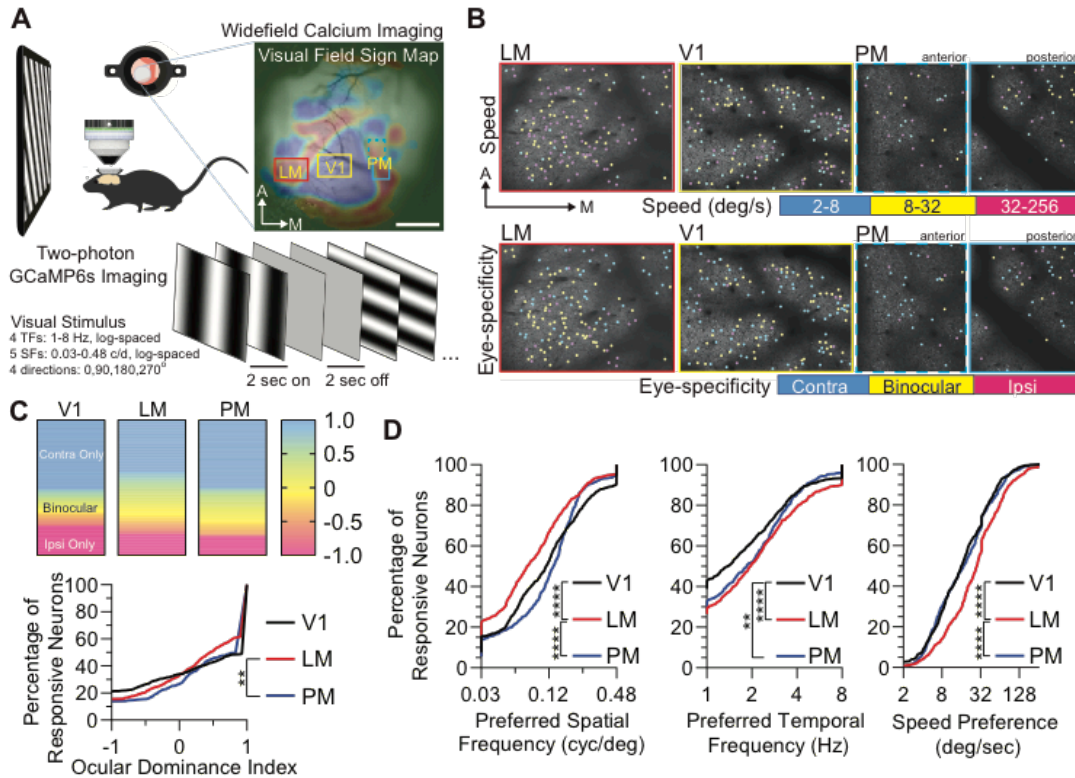 A
Widefield Calcium Imaging
Visual Field Sign Map
LM
V1
PM
A
M
Two-photon
GCaMP6s Imaging
Visual Stimulus
4 TFs: 1-8 Hz, log-spaced
5 SFs: 0.03-0.48 c/d, log-spaced
4 directions: 0,90,180,270°
2 sec on
2 sec off
...
B
LM
V1
PM
anterior
posterior
Speed
A
M
Speed (deg/s)
2-8
8-32
32-256
LM
V1
PM
anterior
posterior
Eye-specificity
Eye-specificity
Contra
Binocular
Ipsi
C
V1
LM
PM
Contra Only
Binocular
Ipsi Only
1.0
0.5
0
-0.5
-1.0
Percentage of
Responsive Neurons
100
80
60
40
20
0
-1
0
1
Ocular Dominance Index
V1
LM
PM
**
D
Percentage of
Responsive Neurons
100
80
60
40
20
0
0.03
0.12
0.48
Preferred Spatial
Frequency (cyc/deg)
V1
LM
PM
****
****
100
80
60
40
20
0
1
2
4
8
Preferred Temporal
Frequency (Hz)
V1
LM
PM
**
****
100
80
60
40
20
0
2
8
32
128
Speed Preference
(deg/sec)
V1
LM
PM
****
****